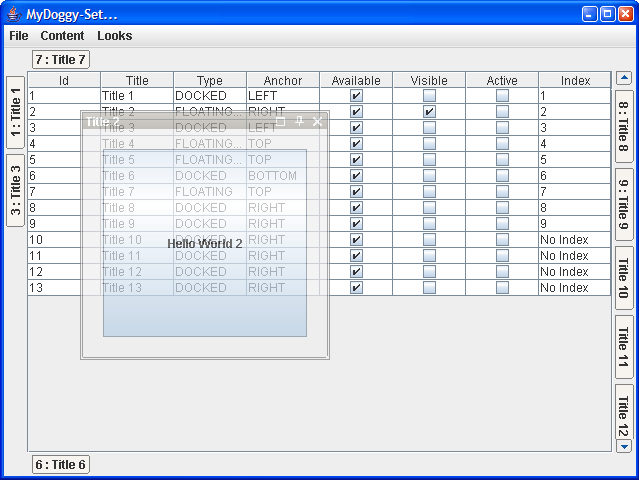 MyDoggy-Set...
File Content Looks
7 : Title 7
1 : Title 1
3 : Title 3
Id Title Type Anchor Available Visible Active Index
1 Title 1 DOCKED LEFT 1
2 Title 2 FLOATING... RIGHT 2
3 Title 3 DOCKED LEFT 3
4 Title 4 FLOATING... TOP 4
5 Title 5 FLOATING... TOP 5
6 Title 6 DOCKED BOTTOM 6
7 Title 7 FLOATING TOP 7
8 Title 8 DOCKED RIGHT 8
9 Title 9 DOCKED RIGHT 9
10 Title 10 DOCKED RIGHT No Index
11 Title 11 DOCKED RIGHT No Index
12 Title 12 DOCKED RIGHT No Index
13 Title 13 DOCKED RIGHT No Index
Title 2
Hello World 2
8 : Title 8
9 : Title 9
Title 10
Title 11
Title 12
6 : Title 6